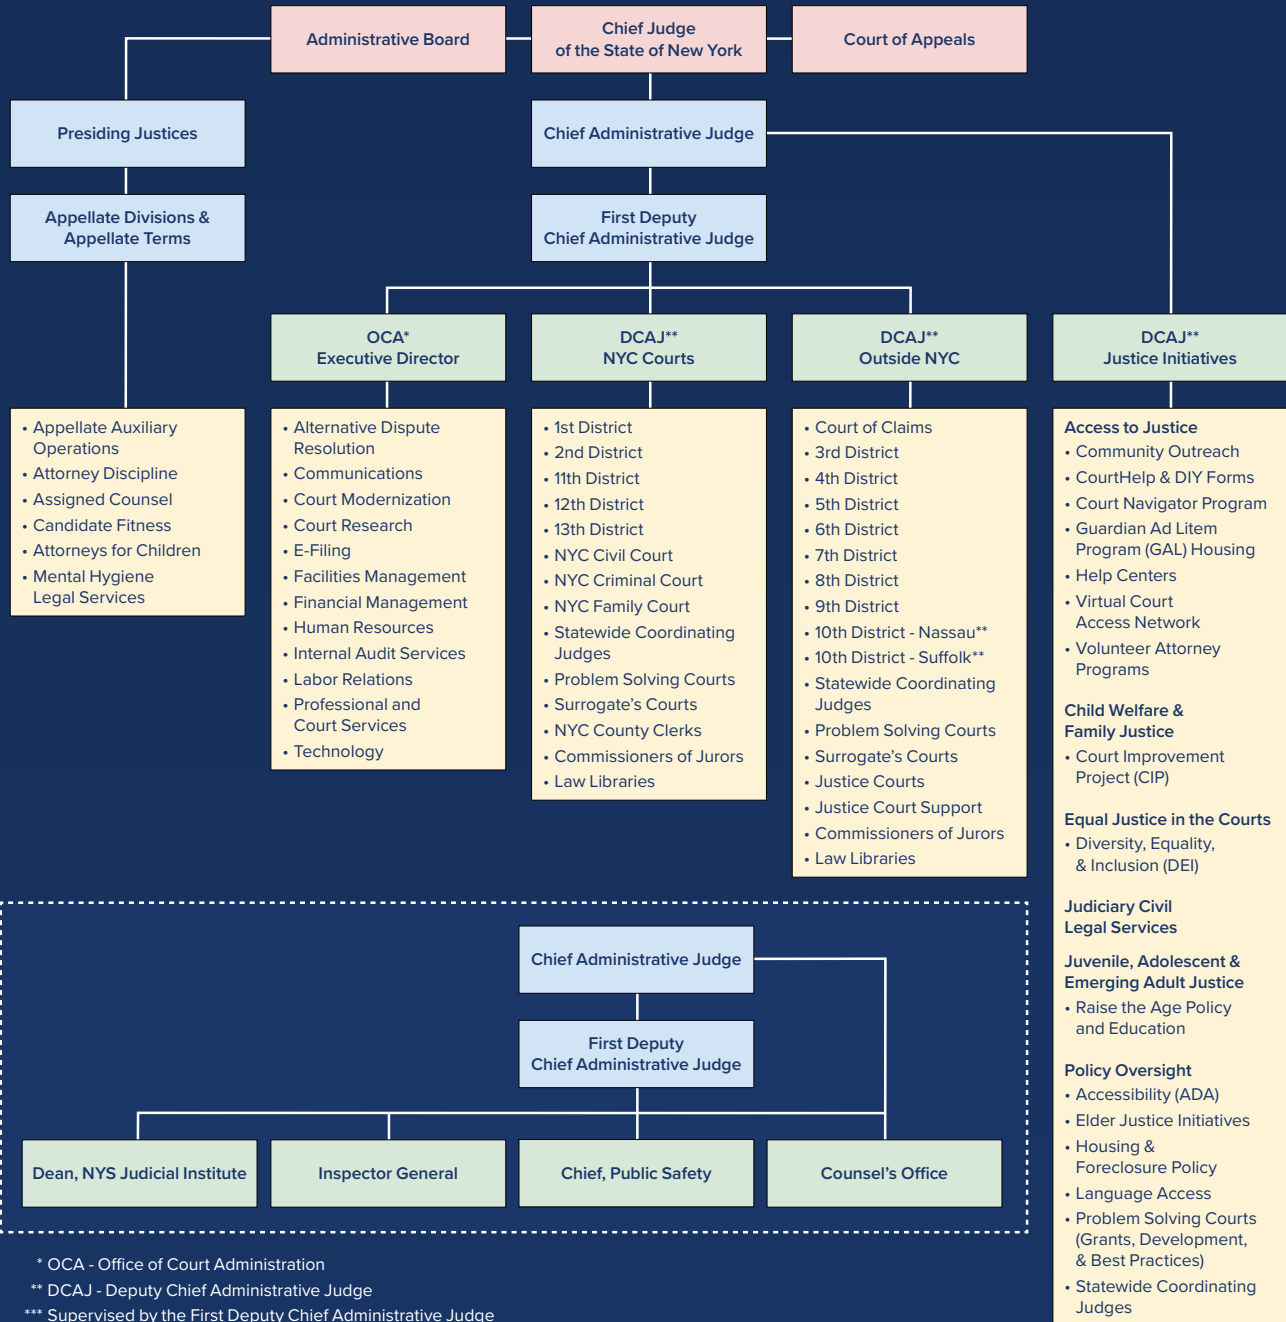 Administrative Board
Chief Judge
of the State of New York
Court of Appeals
Presiding Justices
Chief Administrative Judge
Appellate Divisions &
Appellate Terms
First Deputy
Chief Administrative Judge
OCA*
Executive Director
DCAJ**
NYC Courts
DCAJ**
Outside NYC
DCAJ**
Justice Initiatives
• Appellate Auxiliary
Operations
• Attorney Discipline
• Assigned Counsel
• Candidate Fitness
• Attorneys for Children
• Mental Hygiene
Legal Services
• Alternative Dispute
Resolution
• Communications
• Court Modernization
• Court Research
• E-Filing
• Facilities Management
• Financial Management
• Human Resources
• Internal Audit Services
• Labor Relations
• Professional and
Court Services
• Technology
• 1st District
• 2nd District
• 11th District
• 12th District
• 13th District
• NYC Civil Court
• NYC Criminal Court
• NYC Family Court
• Statewide Coordinating
Judges
• Problem Solving Courts
• Surrogate's Courts
• NYC County Clerks
• Commissioners of Jurors
• Law Libraries
• Court of Claims
• 3rd District
• 4th District
• 5th District
• 6th District
• 7th District
• 8th District
• 9th District
• 10th District - Nassau**
• 10th District - Suffolk**
• Statewide Coordinating
Judges
• Problem Solving Courts
• Surrogate's Courts
• Justice Courts
• Justice Court Support
• Commissioners of Jurors
• Law Libraries
Access to Justice
• Community Outreach
• CourtHelp & DIY Forms
• Court Navigator Program
• Guardian Ad Litem
Program (GAL) Housing
• Help Centers
• Virtual Court
Access Network
• Volunteer Attorney
Programs
Child Welfare &
Family Justice
• Court Improvement
Project (CIP)
Equal Justice in the Courts
• Diversity, Equality,
& Inclusion (DEI)
Judiciary Civil
Legal Services
Juvenile, Adolescent &
Emerging Adult Justice
• Raise the Age Policy
and Education
Policy Oversight
• Accessibility (ADA)
• Elder Justice Initiatives
• Housing &
Foreclosure Policy
• Language Access
• Problem Solving Courts
(Grants, Development,
& Best Practices)
• Statewide Coordinating
Judges
Chief Administrative Judge
First Deputy
Chief Administrative Judge
Dean, NYS Judicial Institute
Inspector General
Chief, Public Safety
Counsel's Office
* OCA - Office of Court Administration
** DCAJ - Deputy Chief Administrative Judge
*** Supervised by the First Deputy Chief Administrative Judge